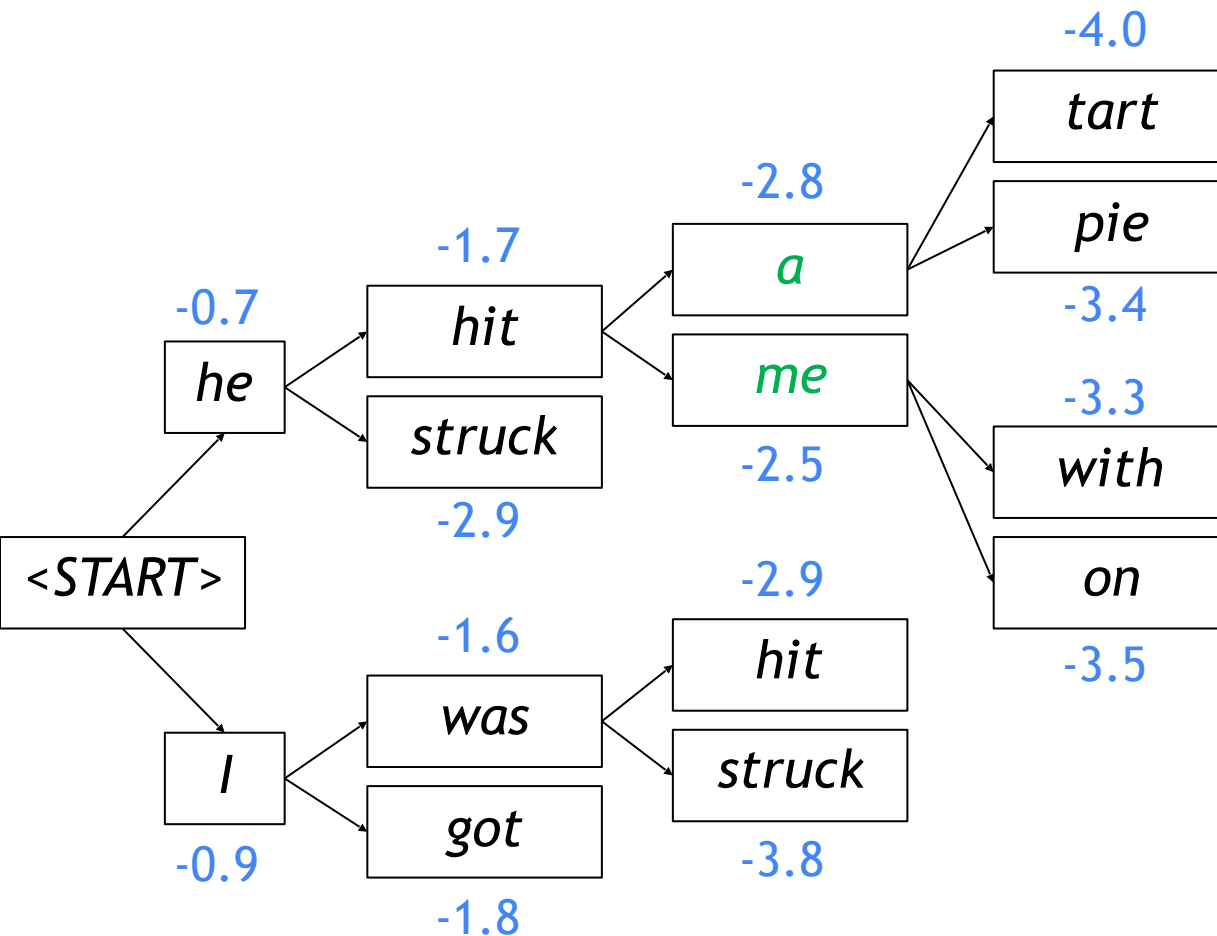 -4.0
tart
-2.8
pie
-1.7
a
-0.7
hit
-3.4
he
me
-3.3
struck
-2.5
with
-2.9
<START>
-2.9
on
-1.6
hit
-3.5
was
I
struck
got
-0.9
-3.8
-1.8